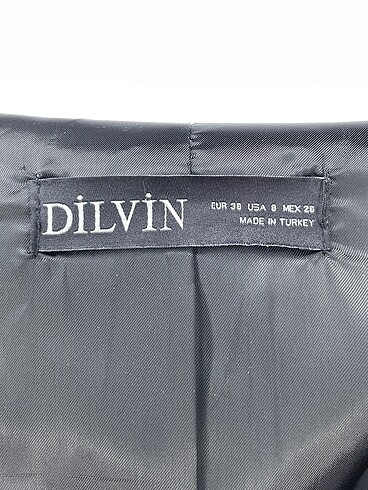 DİLVİN
EUR 38 USA 8 MEX 28
MADE IN TURKEY